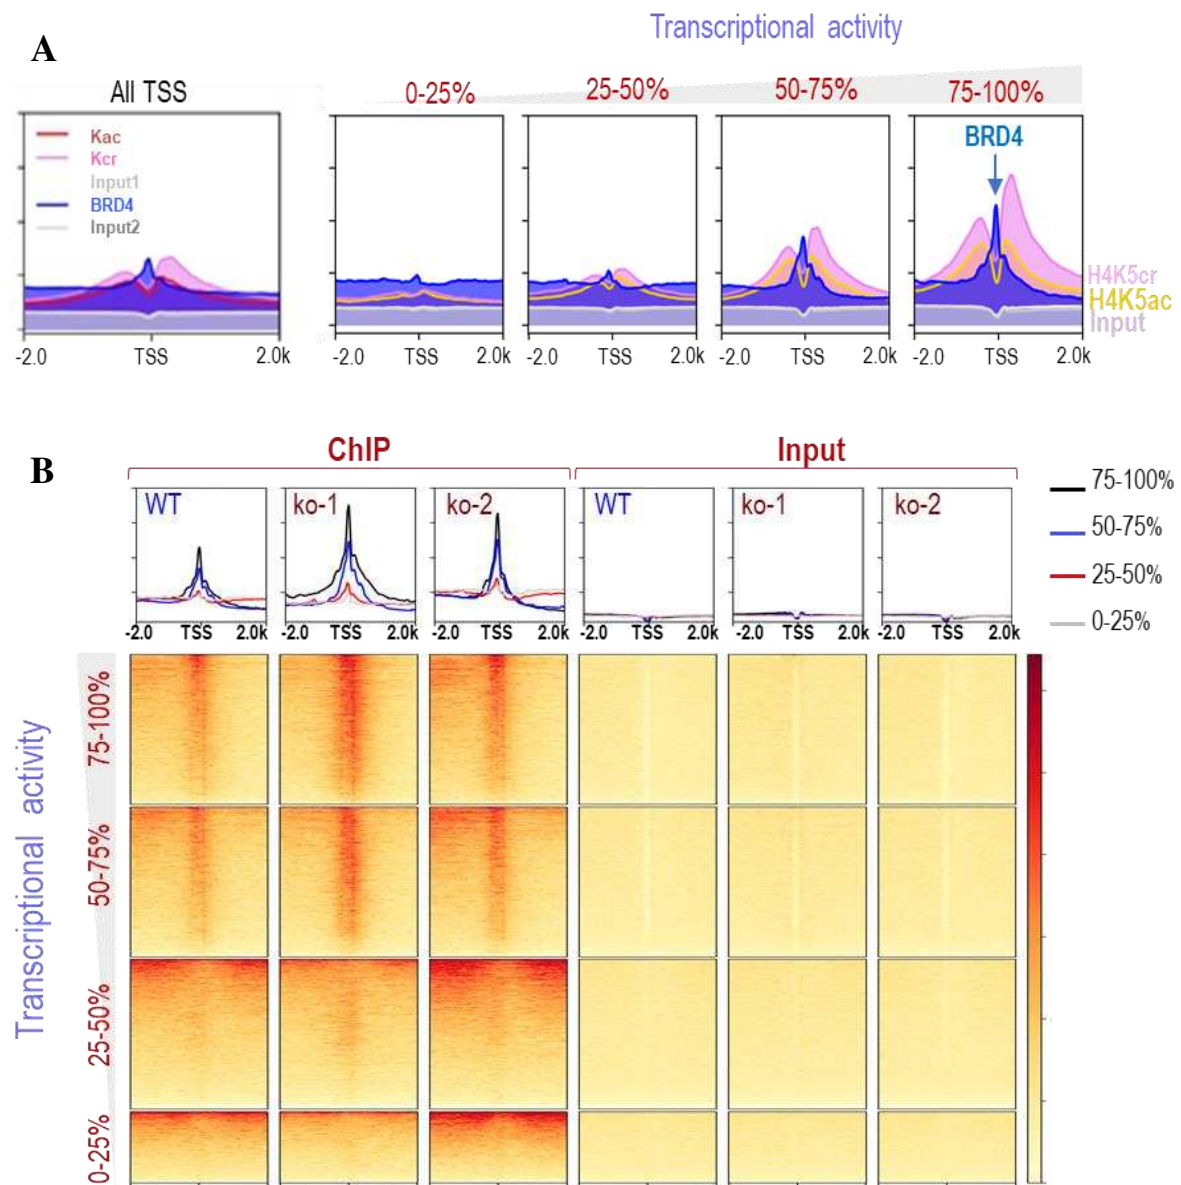 A
Transcriptional activity
All TSS
0-25%
25-50%
50-75%
75-100%
Kac
Kcr
Input1
BRD4
Input2
BRD4
H4K5cr
H4K5ac
Input
-2.0 TSS 2.0k
-2.0 TSS 2.0k
-2.0 TSS 2.0k
-2.0 TSS 2.0k
-2.0 TSS 2.0k
B
ChIP
Input
WT
ko-1
ko-2
WT
ko-1
ko-2
75-100%
50-75%
25-50%
0-25%
-2.0 TSS 2.0k
-2.0 TSS 2.0k
-2.0 TSS 2.0k
-2.0 TSS 2.0k
-2.0 TSS 2.0k
-2.0 TSS 2.0k
Transcriptional activity
75-100%
50-75%
25-50%
0-25%